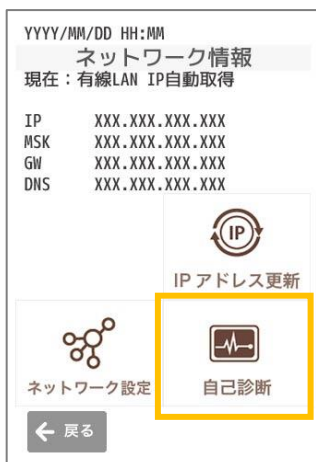 YYYY/MM/DD HH:MM
ネットワーク情報
現在：有線LAN IP自動取得
IP XXX.XXX.XXX.XXX
MSK XXX.XXX.XXX.XXX
GW XXX.XXX.XXX.XXX
DNS XXX.XXX.XXX.XXX
IP
IP アドレス更新
ネットワーク設定 自己診断
戻る